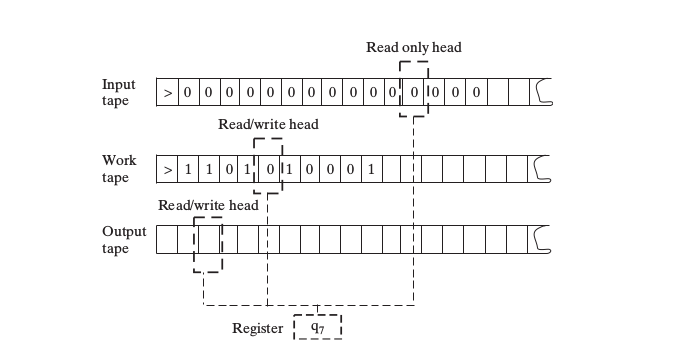 Read only head
Input tape
> 0 0 0 0 0 0 0 0 0 0 0 0 0 0 0
Read/write head
Work tape
> 1 1 0 1 0 1 0 0 0 1
Read/write head
Output tape
Register q7